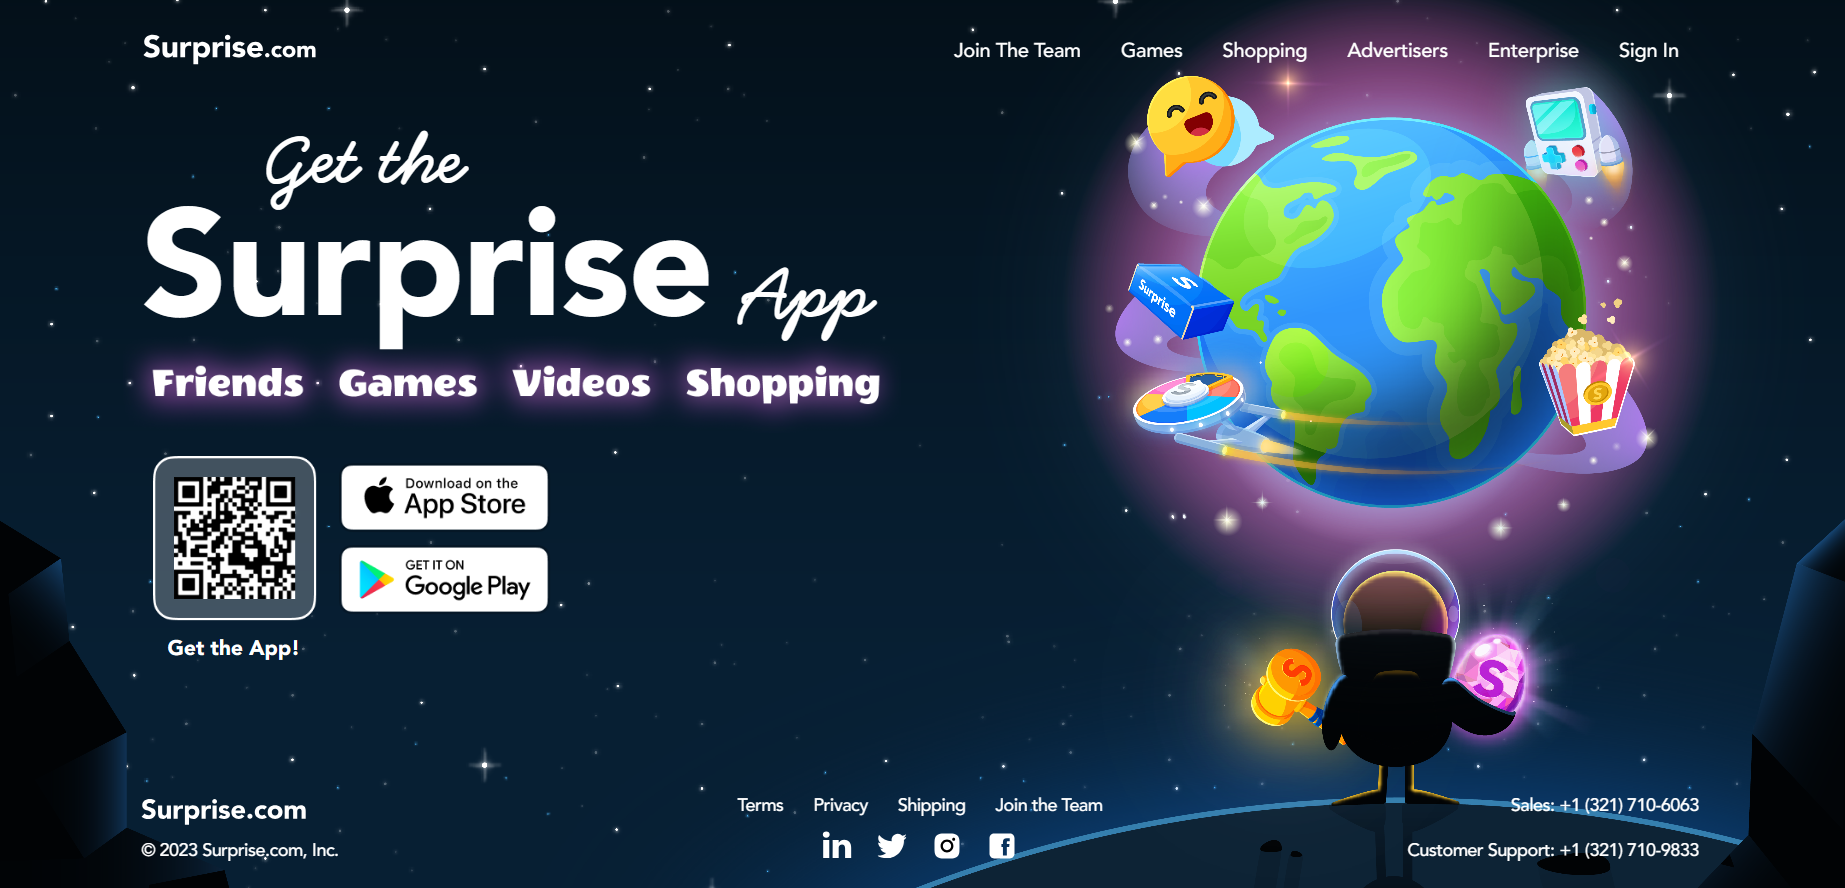 Surprise.com
Join The Team Games Shopping Advertisers Enterprise Sign In
Get the
Surprise App
Friends Games Videos Shopping
S
Surprise
S
S
Download on the
App Store
GET IT ON
Google Play
Get the App!
S
S
Surprise.com
© 2023 Surprise.com, Inc.
Terms Privacy Shipping Join the Team
Sales: +1 (321) 710-6063
Customer Support: +1 (321) 710-9833